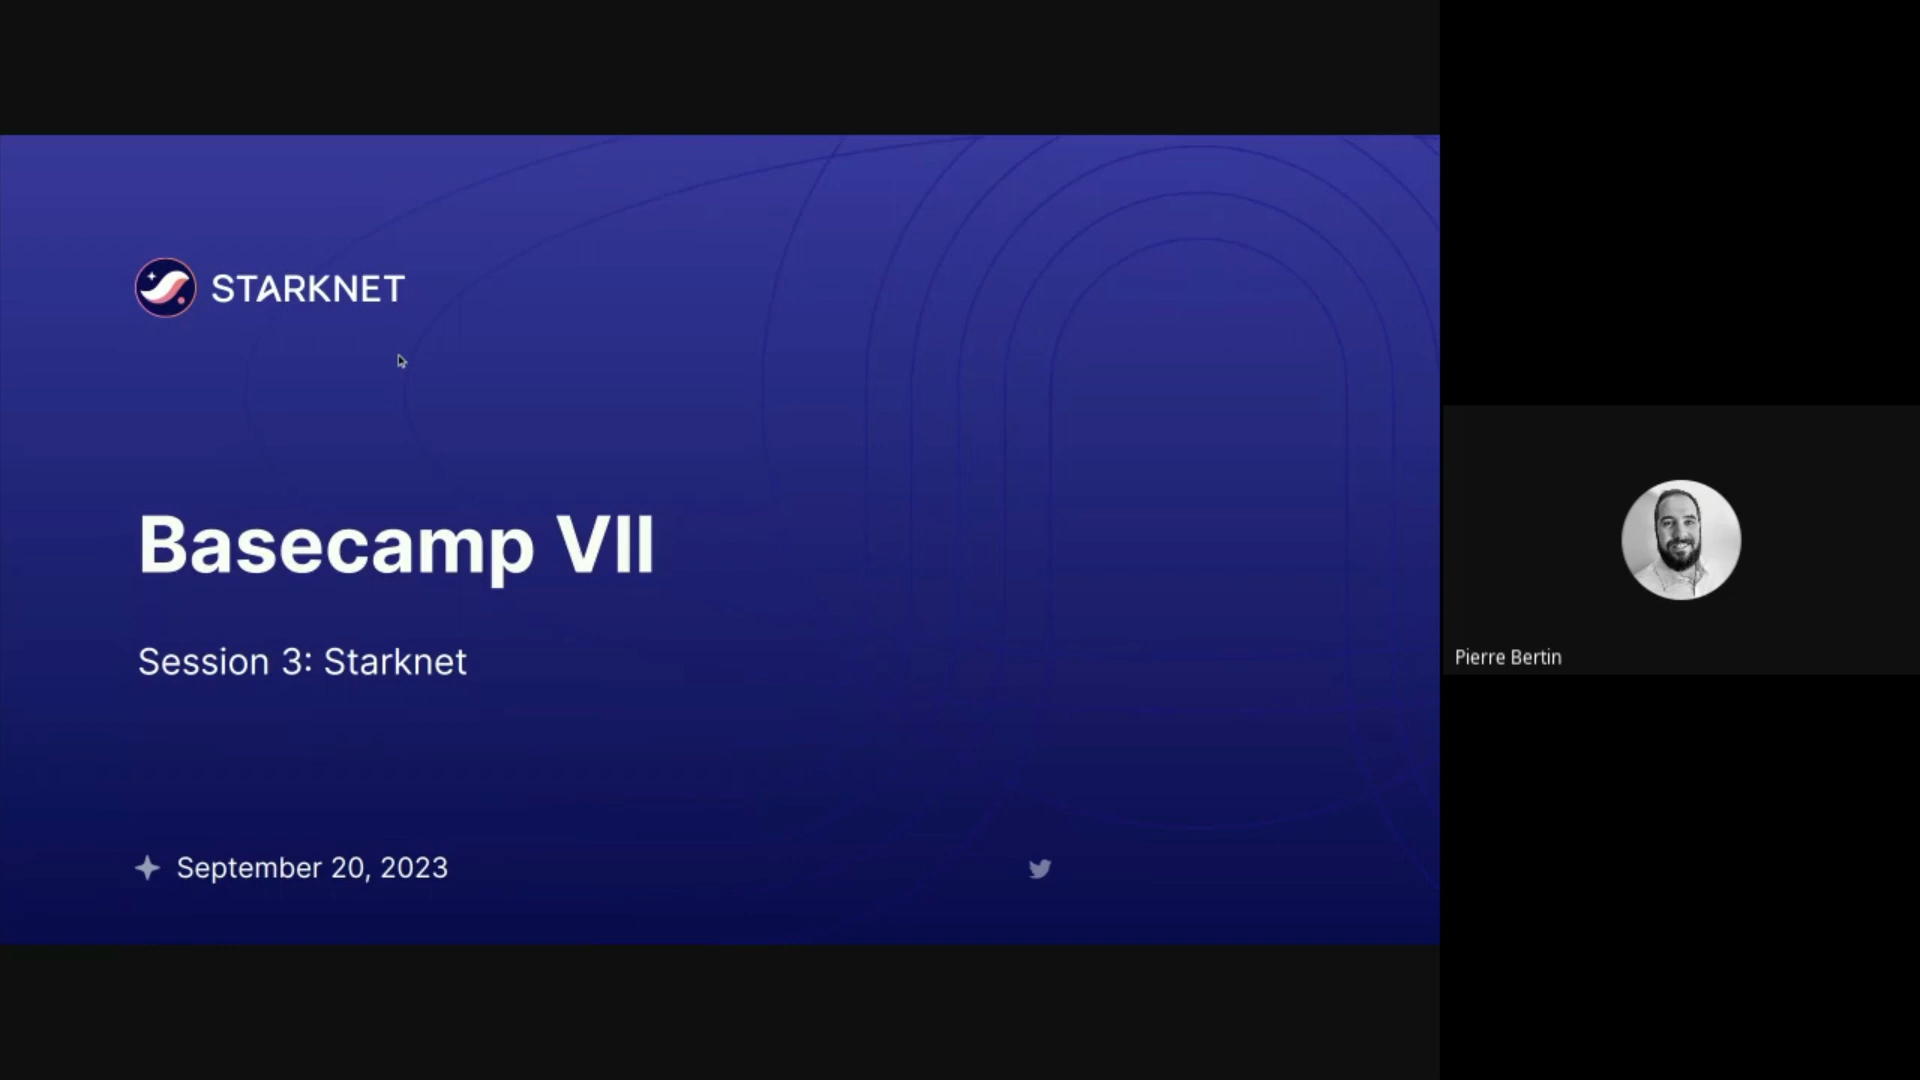 STARKNET
Basecamp VII
Session 3: Starknet
September 20, 2023
Pierre Bertin